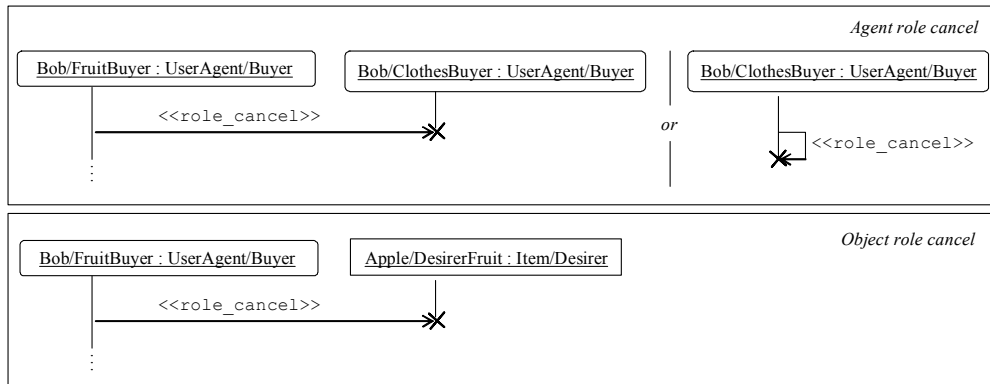 Agent role cancel
Bob/FruitBuyer : UserAgent/Buyer
Bob/ClothesBuyer : UserAgent/Buyer
Bob/ClothesBuyer : UserAgent/Buyer
<<role_cancel>>
or
<<role_cancel>>
Object role cancel
Bob/FruitBuyer : UserAgent/Buyer
Apple/DesirerFruit : Item/Desirer
<<role_cancel>>